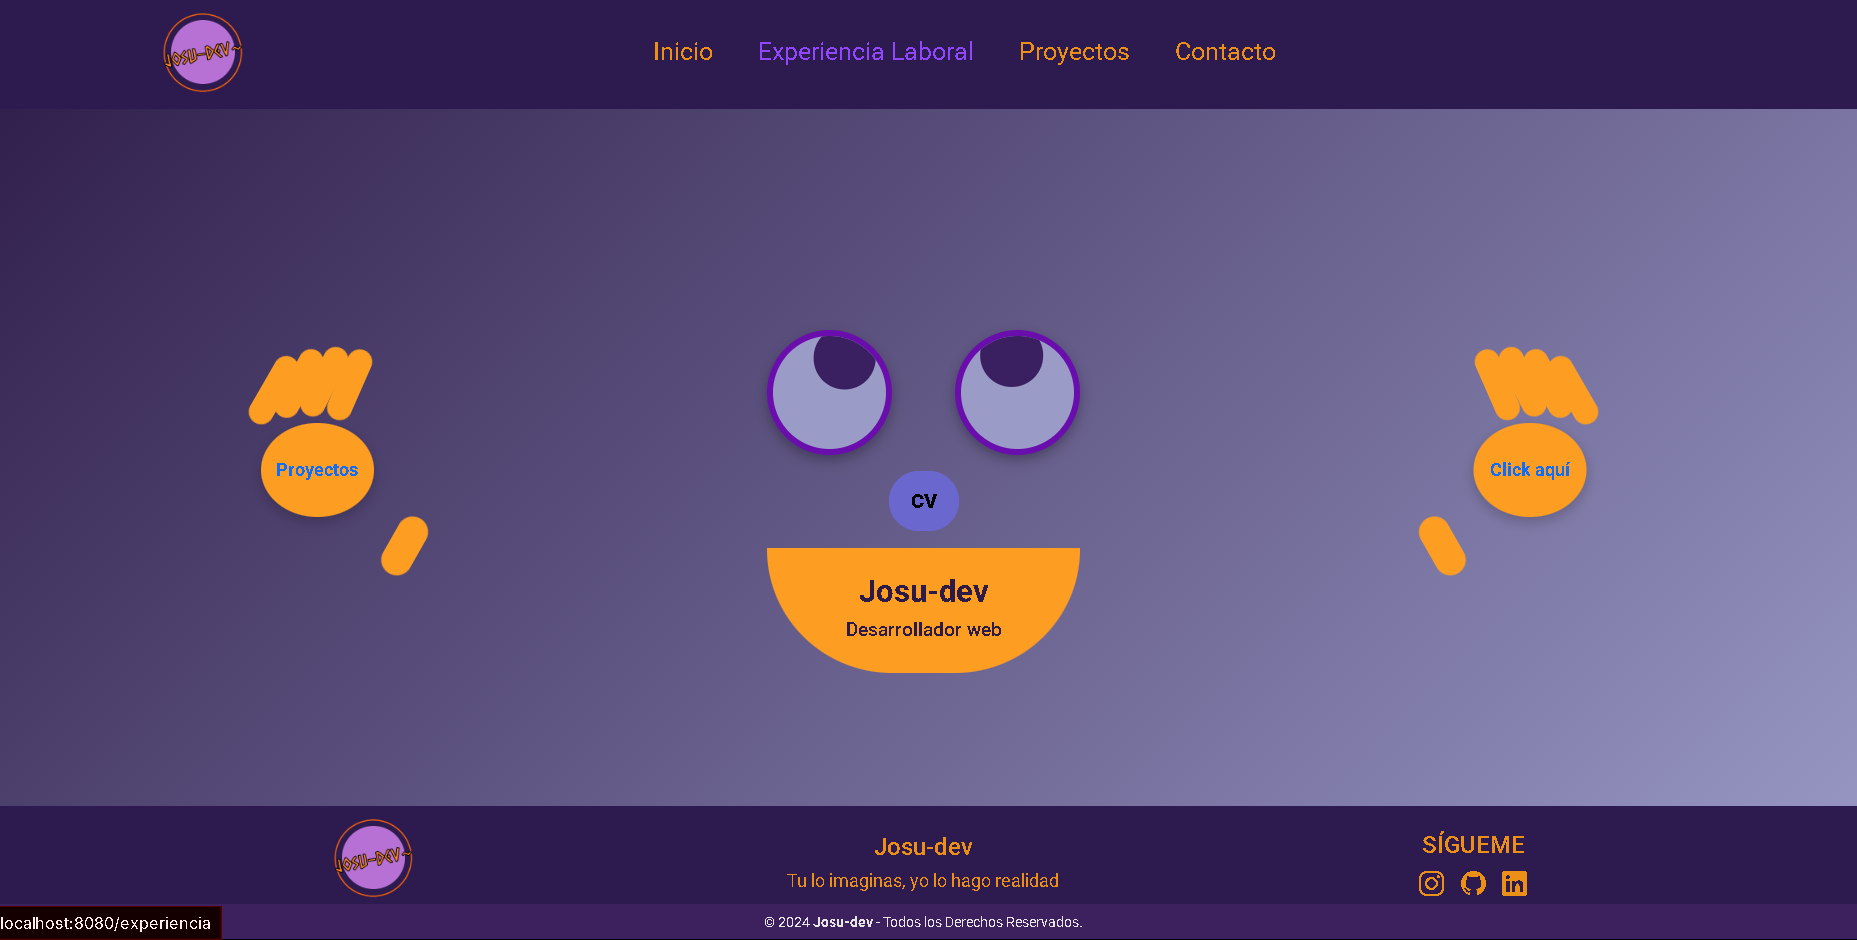 JOSU-DEV~
Inicio Experiencia Laboral Proyectos Contacto
Proyectos
Click aquí
CV
Josu-dev
Desarrollador web
JOSU-DEV~
Josu-dev
Tu lo imaginas, yo lo hago realidad
SÍGUEME
in
localhost:8080/experiencia
© 2024 Josu-dev - Todos los Derechos Reservados.